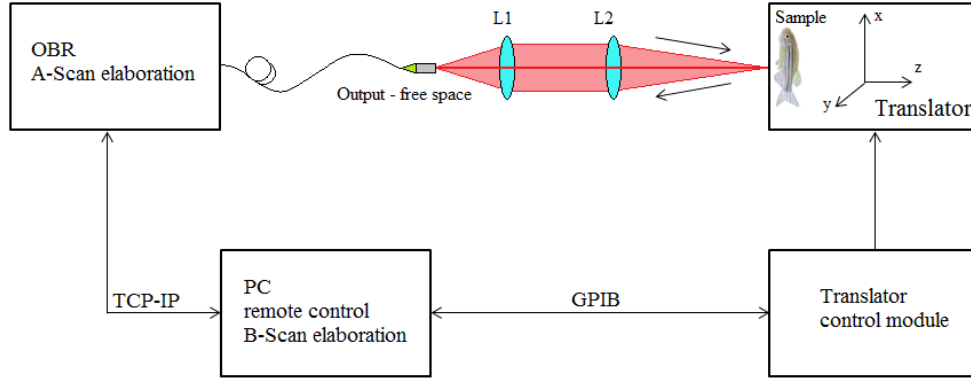 OBR
A-Scan elaboration
Output - free space
L1
L2
Sample
x
z
y
Translator
TCP-IP
PC
remote control
B-Scan elaboration
GPIB
Translator
control module